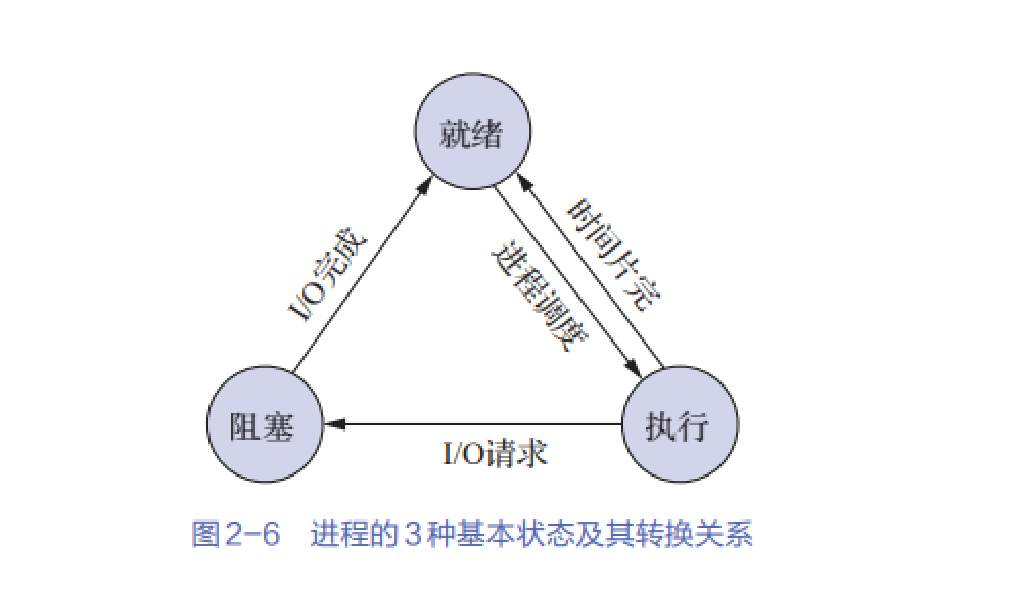 就绪
I/O完成
进程调度
时间片完
阻塞
执行
I/O请求
图2-6 进程的3种基本状态及其转换关系